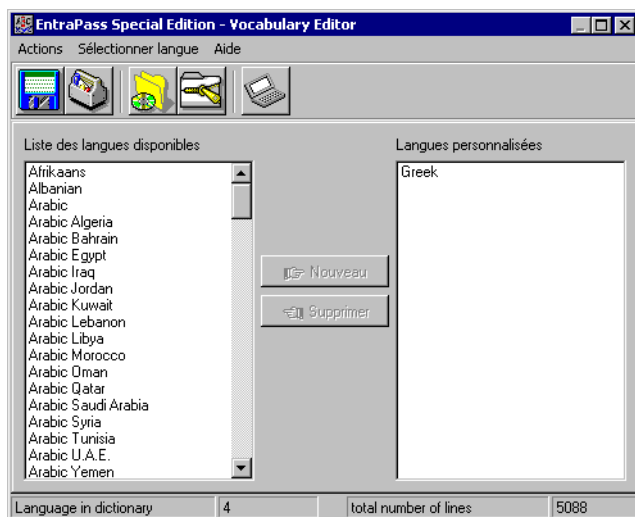 EntraPass Special Edition - Vocabulary Editor
Actions Sélectionner langue Aide
Liste des langues disponibles
Afrikaans
Albanian
Arabic
Arabic Algeria
Arabic Bahrain
Arabic Egypt
Arabic Iraq
Arabic Jordan
Arabic Kuwait
Arabic Lebanon
Arabic Libya
Arabic Morocco
Arabic Oman
Arabic Qatar
Arabic Saudi Arabia
Arabic Syria
Arabic Tunisia
Arabic U.A.E.
Arabic Yemen
Nouveau
Supprimer
Langues personnalisées
Greek
Language in dictionary 4 total number of lines 5088